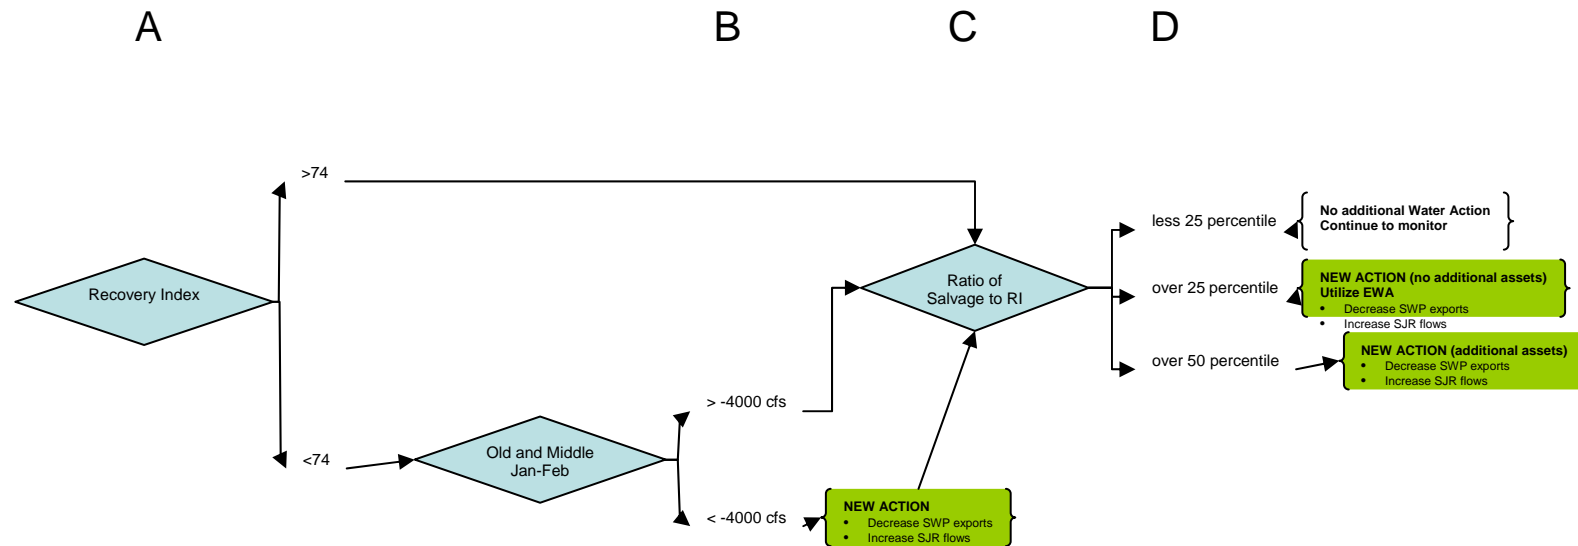 A
B
C
D
>74
Recovery Index
<74
Old and Middle
Jan-Feb
> -4000 cfs
< -4000 cfs
NEW ACTION
• Decrease SWP exports
• Increase SJR flows
Ratio of
Salvage to RI
less 25 percentile
No additional Water Action
Continue to monitor
over 25 percentile
NEW ACTION (no additional assets)
Utilize EWA
• Decrease SWP exports
• Increase SJR flows
over 50 percentile
NEW ACTION (additional assets)
• Decrease SWP exports
• Increase SJR flows